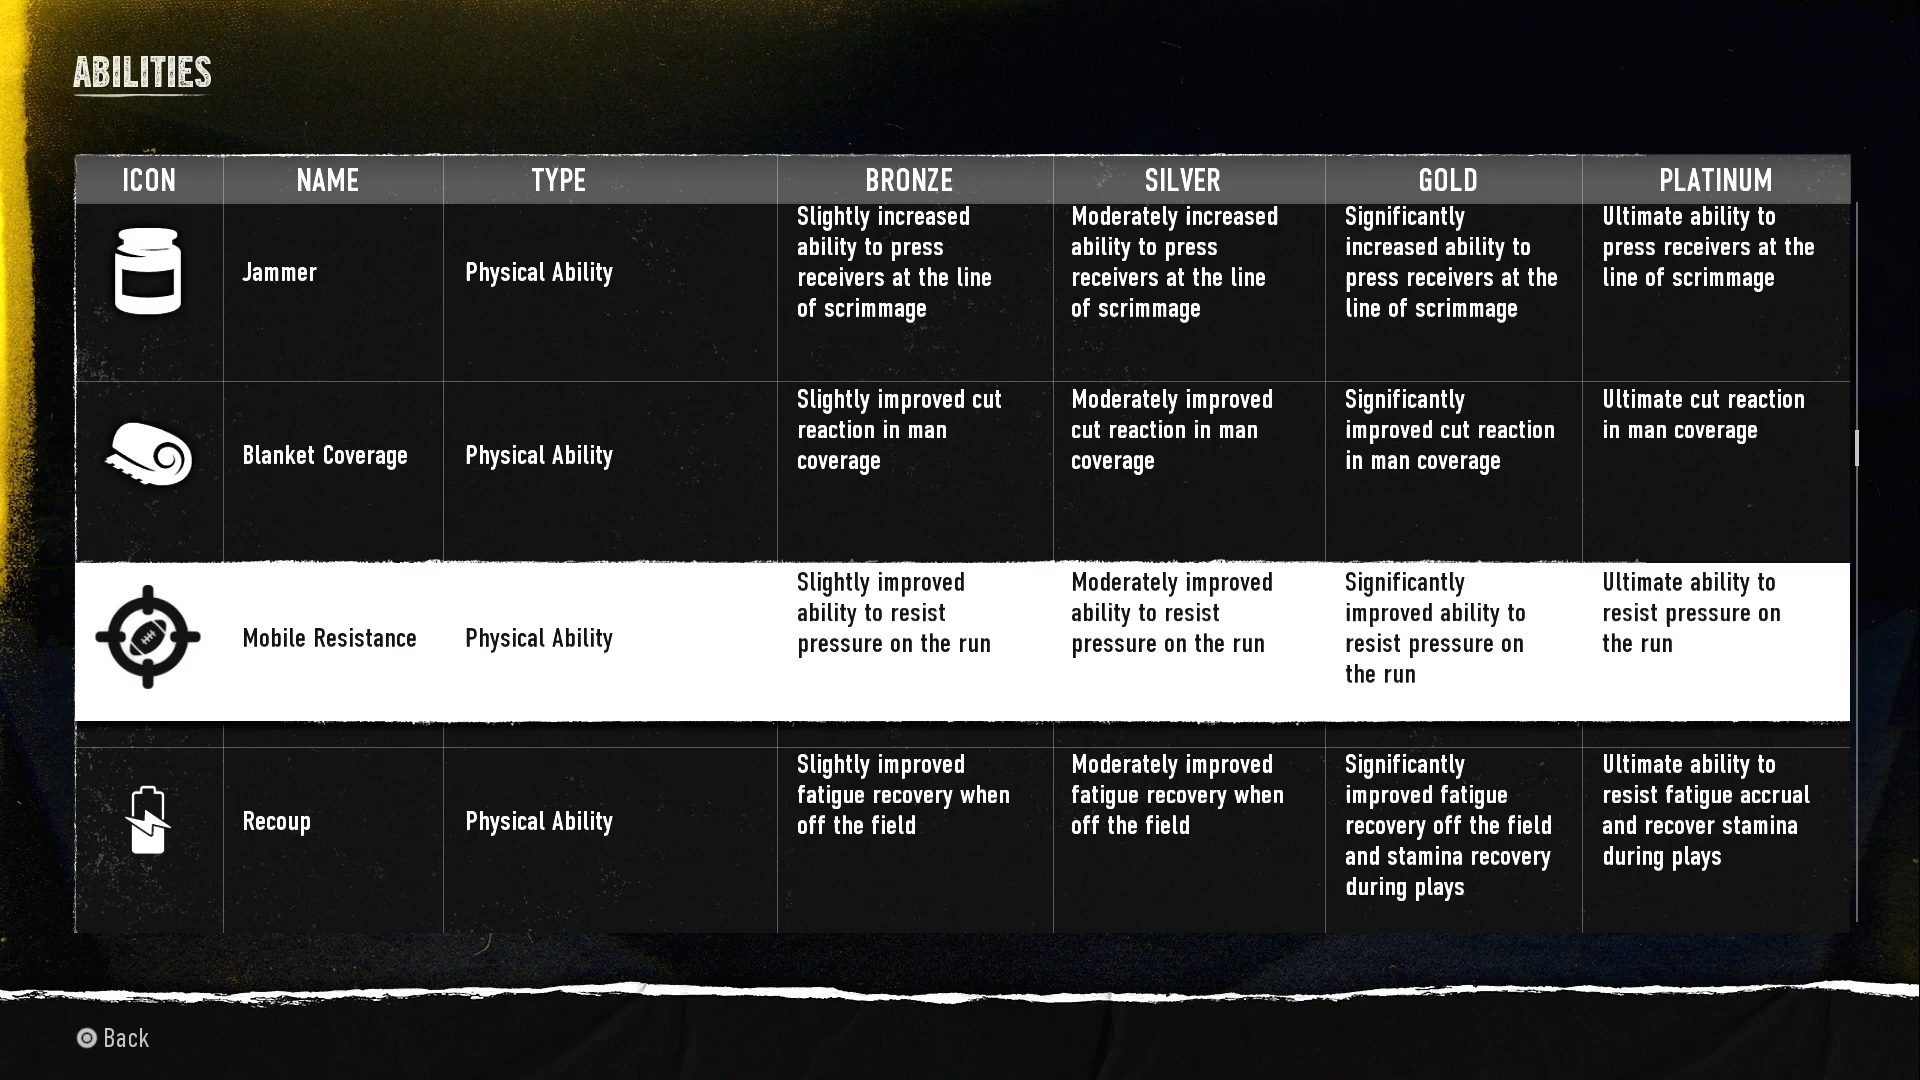 ABILITIES
ICON NAME TYPE BRONZE SILVER GOLD PLATINUM
Jammer
Physical Ability
Slightly increased
ability to press
receivers at the line
of scrimmage
Moderately increased
ability to press
receivers at the line
of scrimmage
Significantly
increased ability to
press receivers at the
line of scrimmage
Ultimate ability to
press receivers at the
line of scrimmage
Blanket Coverage
Physical Ability
Slightly improved cut
reaction in man
coverage
Moderately improved
cut reaction in man
coverage
Significantly
improved cut reaction
in man coverage
Ultimate cut reaction
in man coverage
Mobile Resistance
Physical Ability
Slightly improved
ability to resist
pressure on the run
Moderately improved
ability to resist
pressure on the run
Significantly
improved ability to
resist pressure on
the run
Ultimate ability to
resist pressure on
the run
Recoup
Physical Ability
Slightly improved
fatigue recovery when
off the field
Moderately improved
fatigue recovery when
off the field
Significantly
improved fatigue
recovery off the field
and stamina recovery
during plays
Ultimate ability to
resist fatigue accrual
and recover stamina
during plays
Back